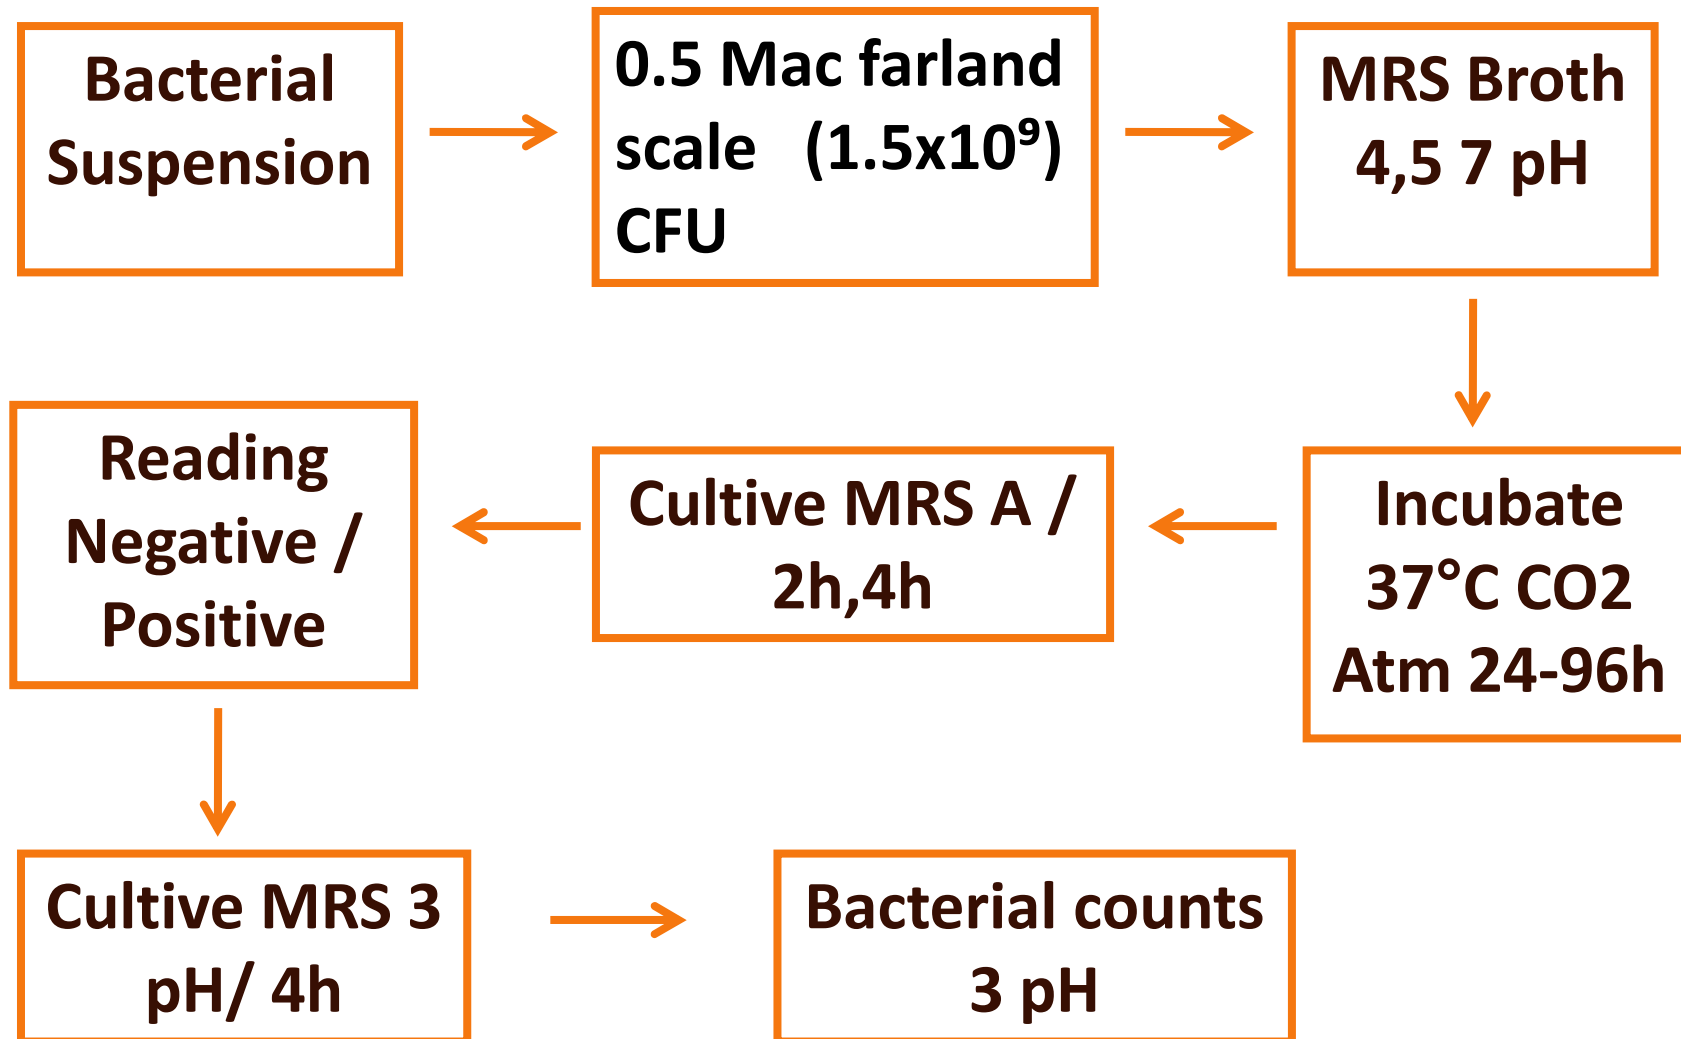 Bacterial
Suspension
0.5 Mac farland
scale (1.5x10⁹)
CFU
MRS Broth
4,5 7 pH
Incubate
37°C CO2
Atm 24-96h
Cultive MRS A /
2h,4h
Reading
Negative /
Positive
Cultive MRS 3
pH/ 4h
Bacterial counts
3 pH